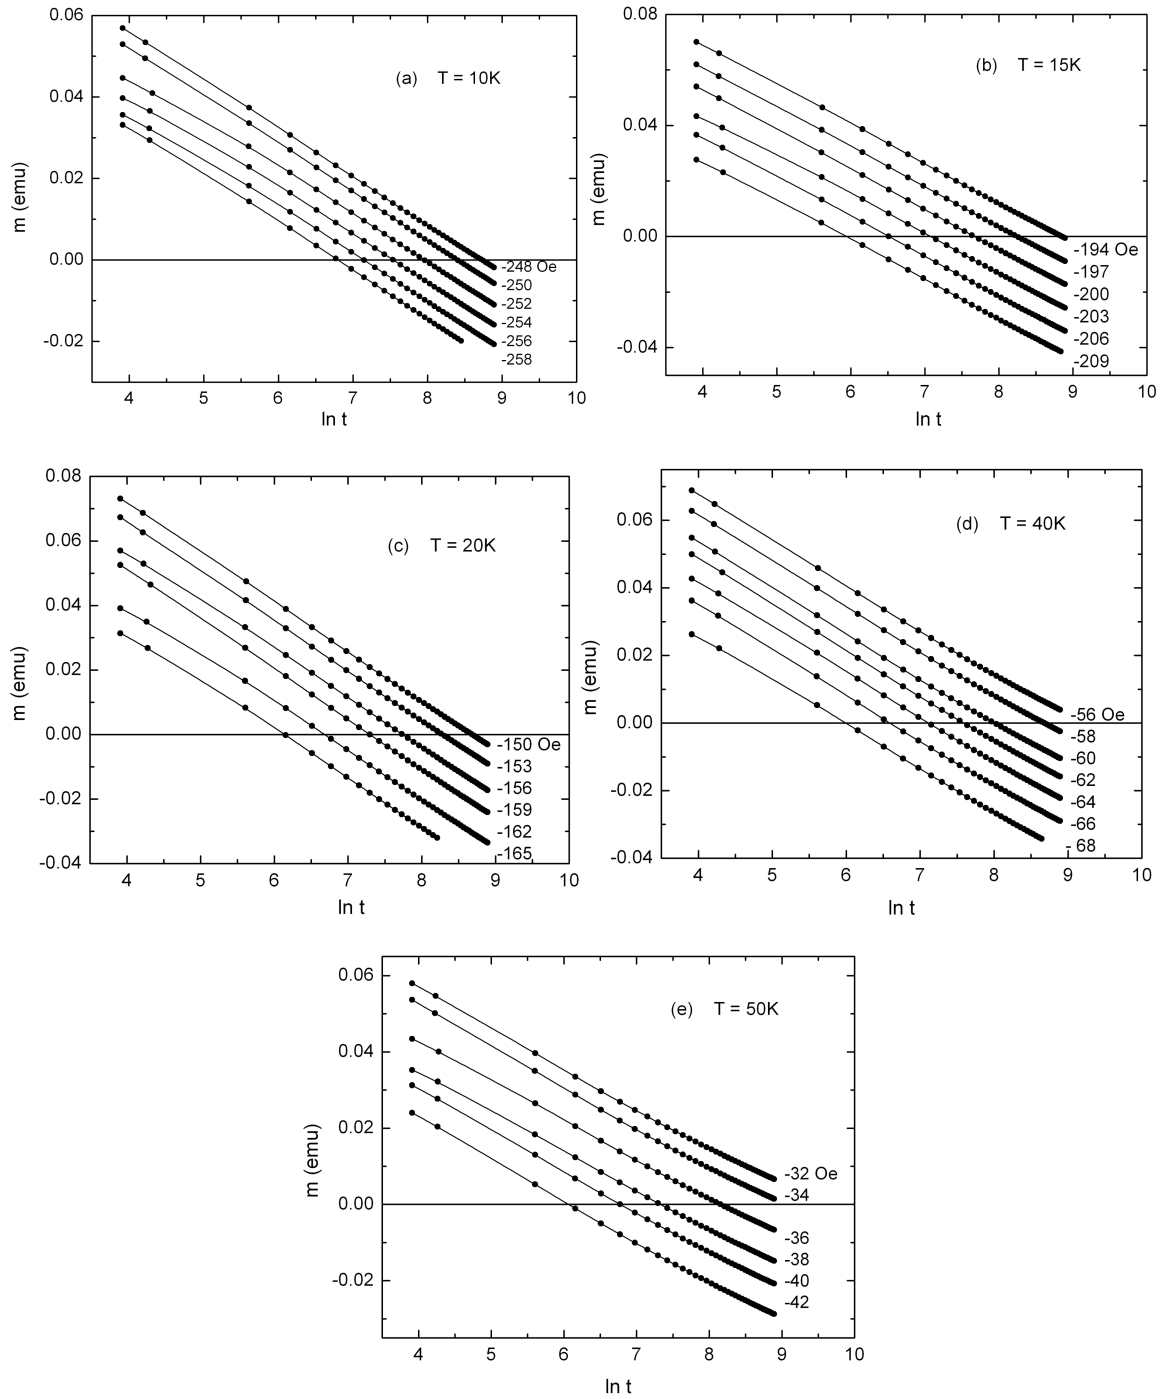 0.06
0.04
0.02
0.00
-0.02
m (emu)
(a) T = 10K
-248 Oe
-250
-252
-254
-256
-258
4 5 6 7 8 9 10
ln t
0.08
0.04
0.00
-0.04
m (emu)
(b) T = 15K
-194 Oe
-197
-200
-203
-206
-209
4 5 6 7 8 9 10
ln t
0.08
0.06
0.04
0.02
0.00
-0.02
-0.04
m (emu)
(c) T = 20K
-150 Oe
-153
-156
-159
-162
-165
4 5 6 7 8 9 10
ln t
0.06
0.04
0.02
0.00
-0.02
-0.04
m (emu)
(d) T = 40K
-56 Oe
-58
-60
-62
-64
-66
- 68
4 5 6 7 8 9 10
ln t
0.06
0.04
0.02
0.00
-0.02
m (emu)
(e) T = 50K
-32 Oe
-34
-36
-38
-40
-42
4 5 6 7 8 9 10
ln t